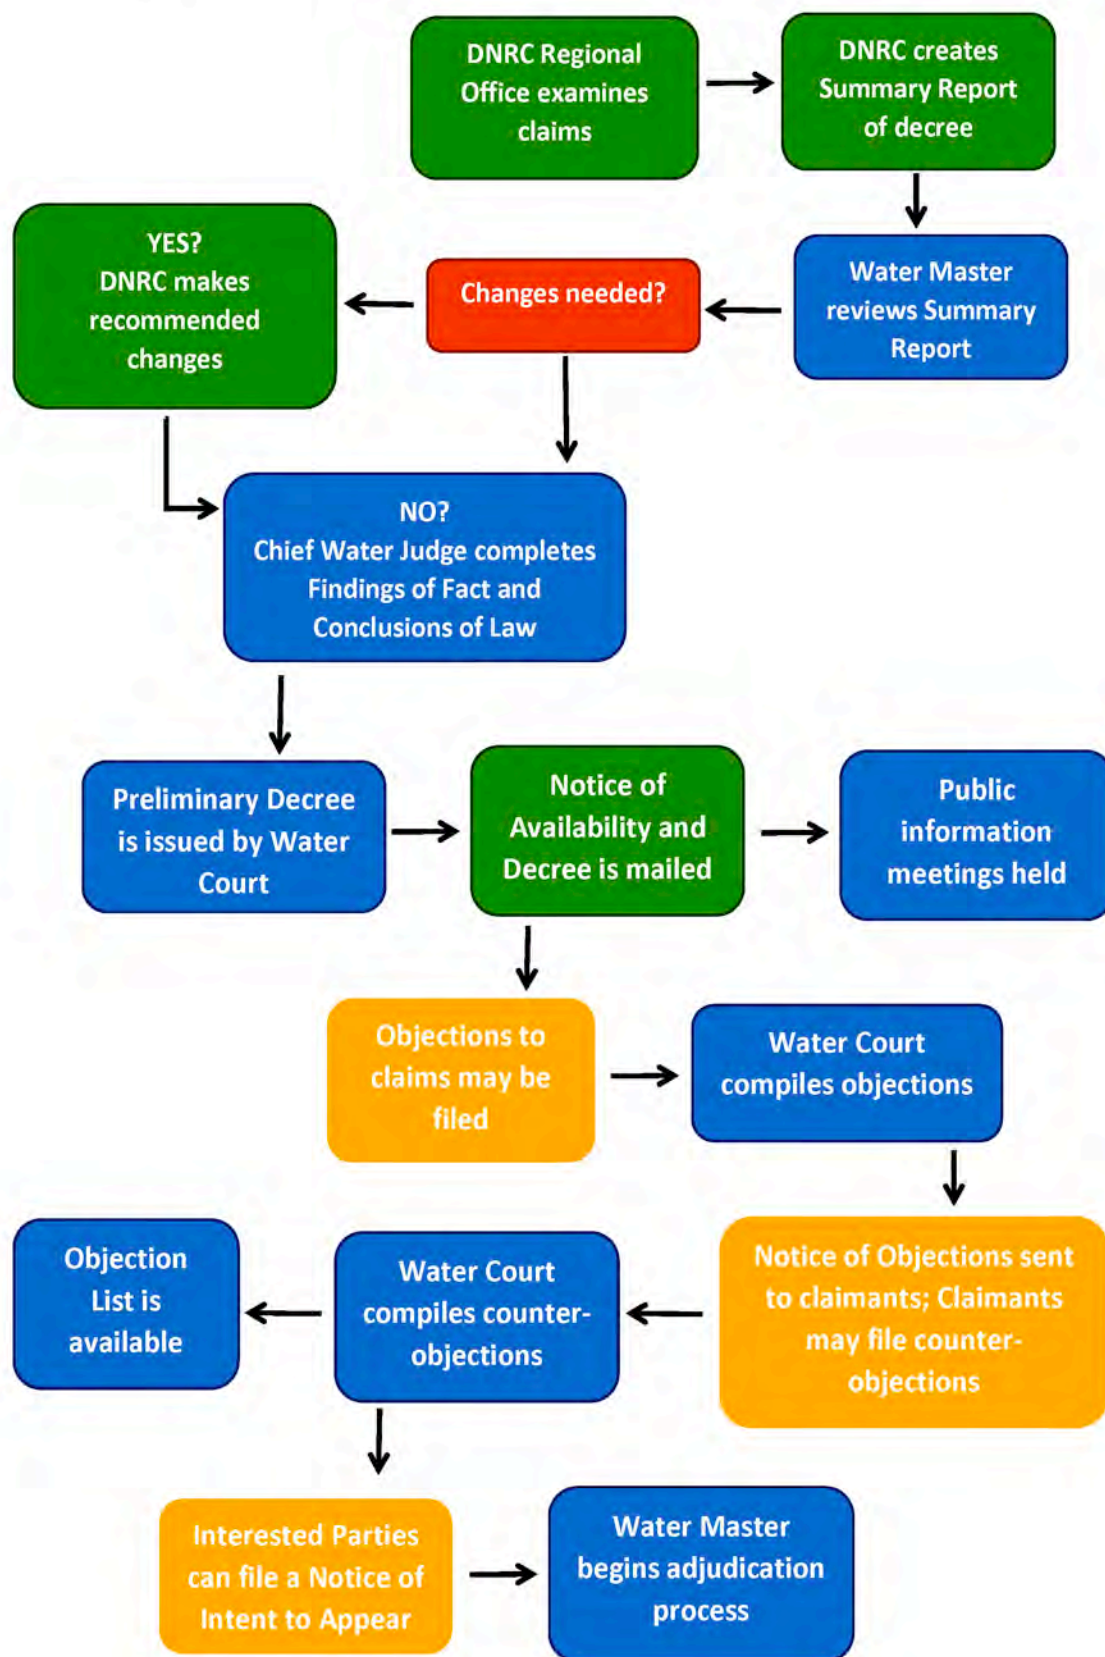 DNRC Regional
Office examines
claims
DNRC creates
Summary Report
of decree
YES?
DNRC makes
recommended
changes
Changes needed?
Water Master
reviews Summary
Report
NO?
Chief Water Judge completes
Findings of Fact and
Conclusions of Law
Preliminary Decree
is issued by Water
Court
Notice of
Availability and
Decree is mailed
Public
information
meetings held
Objections to
claims may be
filed
Water Court
compiles objections
Objection
List is
available
Water Court
compiles counter-
objections
Notice of Objections sent
to claimants; Claimants
may file counter-
objections
Interested Parties
can file a Notice of
Intent to Appear
Water Master
begins adjudication
process